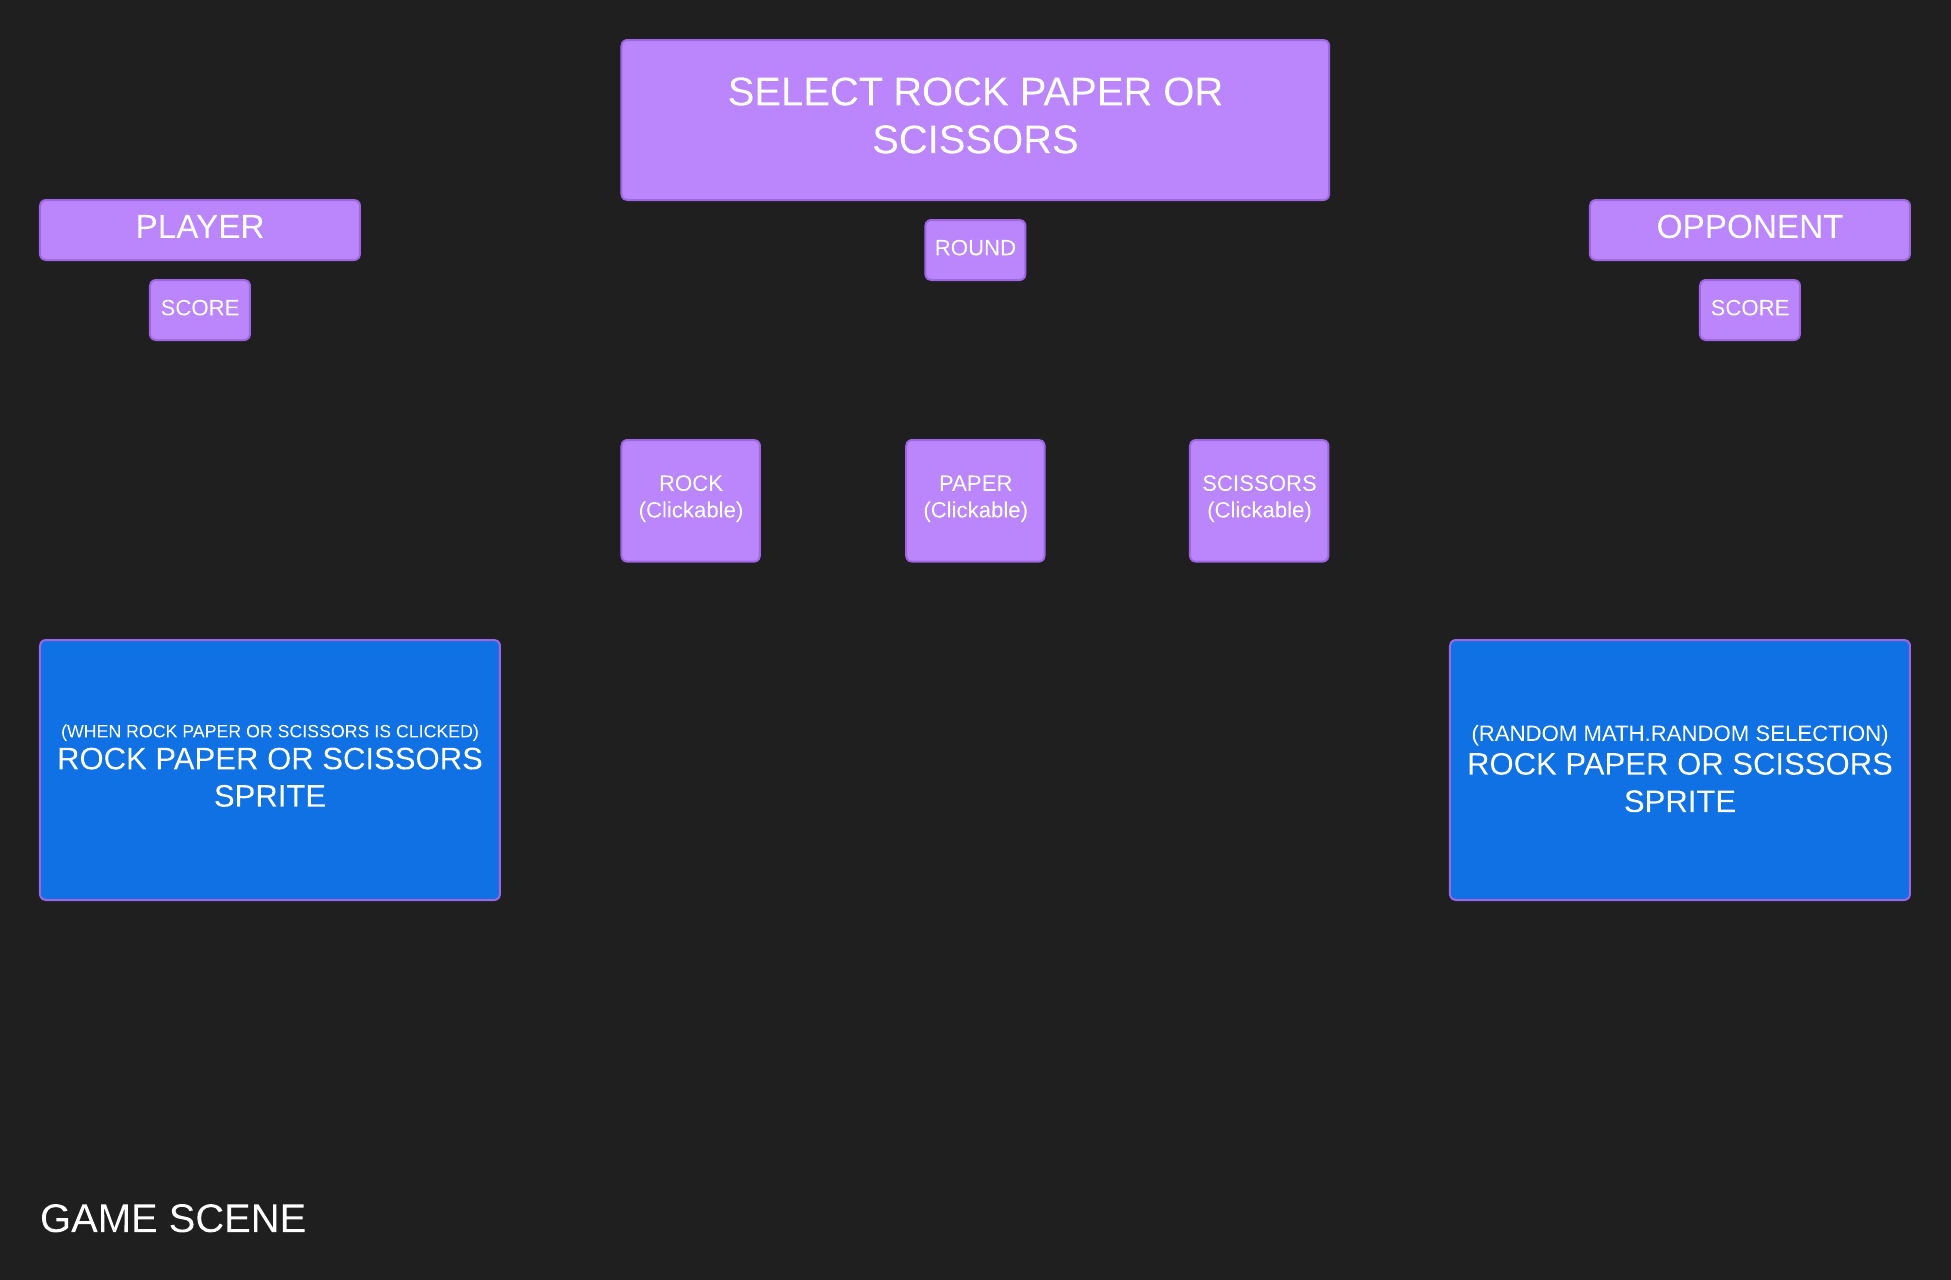 SELECT ROCK PAPER OR
SCISSORS
PLAYER
ROUND
OPPONENT
SCORE
SCORE
ROCK
(Clickable)
PAPER
(Clickable)
SCISSORS
(Clickable)
(WHEN ROCK PAPER OR SCISSORS IS CLICKED)
ROCK PAPER OR SCISSORS
SPRITE
(RANDOM MATH.RANDOM SELECTION)
ROCK PAPER OR SCISSORS
SPRITE
GAME SCENE